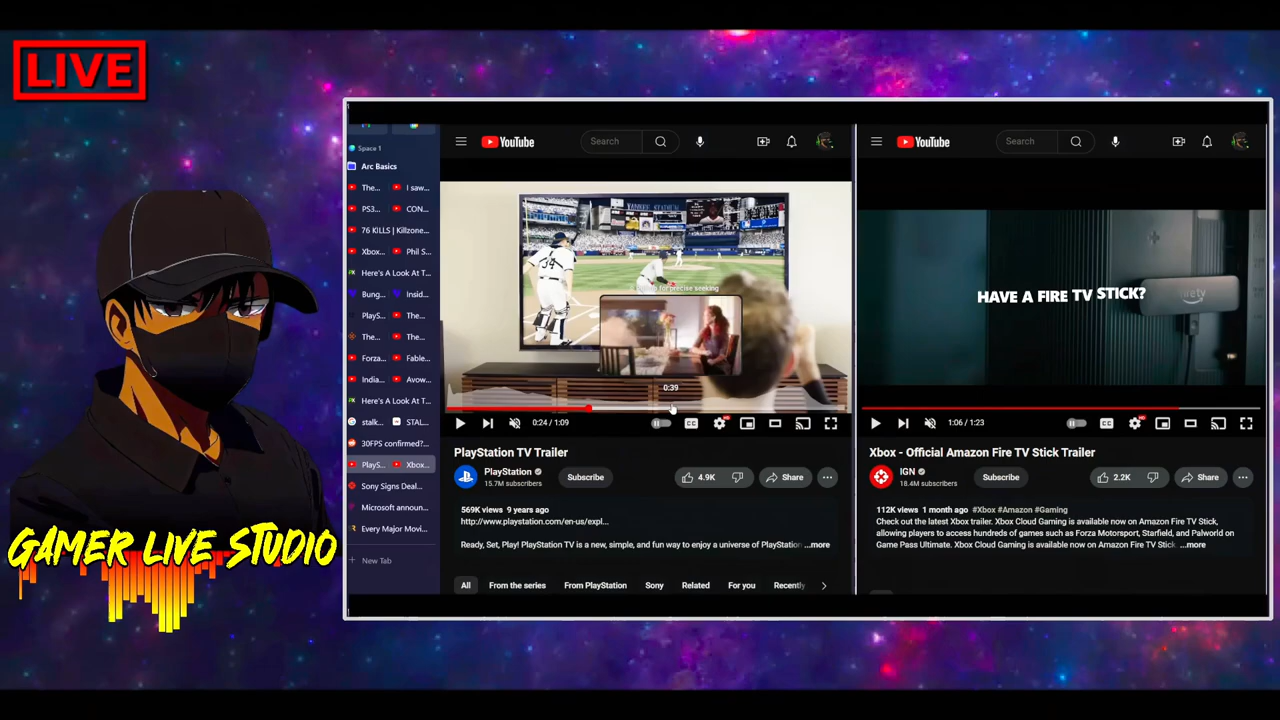 LIVE
GAMER LIVE STUDIO
Space 1
Arc Basics
The...
I saw...
PS3...
CON...
76 KILLS | Killzone...
Xbox...
Phil S...
Here's A Look At T...
Bung...
Insid...
PlayS...
The...
The...
The...
Forza...
Fable...
India...
Avow...
Here's A Look At T...
stalk...
STAL...
30FPS confirmed?...
PlayS...
Xbox...
Sony Signs Deal...
Microsoft announ...
Every Major Movi...
New Tab
YouTube
Search
YANKEE STADIUM
34
for precise seeking
0:39
0:24 / 1:09
CC
HD
PlayStation TV Trailer
PlayStation
15.7M subscribers
Subscribe
4.9K
Share
569K views 9 years ago
http://www.playstation.com/en-us/expl...
Ready, Set, Play! PlayStation TV is a new, simple, and fun way to enjoy a universe of PlayStation ...more
All
From the series
From PlayStation
Sony
Related
For you
Recently
YouTube
Search
HAVE A FIRE TV STICK?
firetv
1:06 / 1:23
CC
HD
Xbox - Official Amazon Fire TV Stick Trailer
IGN
18.4M subscribers
Subscribe
2.2K
Share
112K views 1 month ago #Xbox #Amazon #Gaming
Check out the latest Xbox trailer. Xbox Cloud Gaming is available now on Amazon Fire TV Stick,
allowing players to access hundreds of games such as Forza Motorsport, Starfield, and Palworld on
Game Pass Ultimate. Xbox Cloud Gaming is available now on Amazon Fire TV Stick ...more